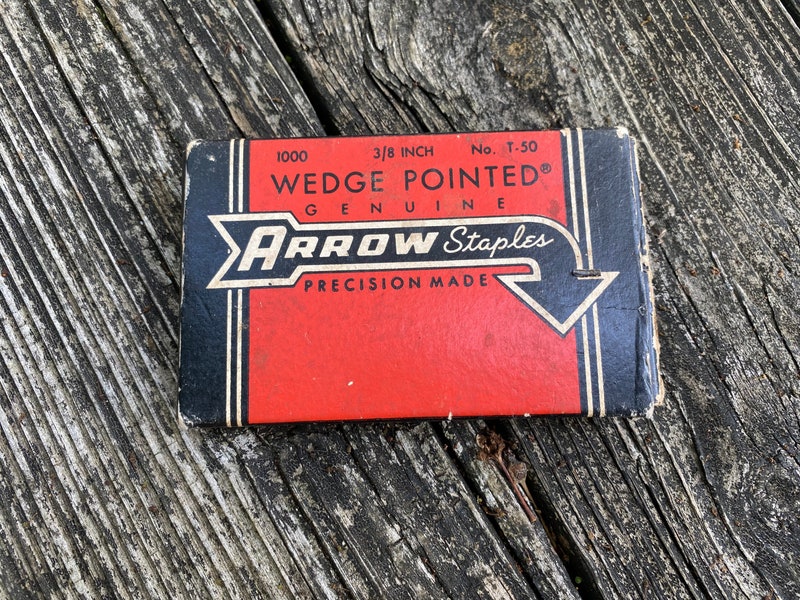 1000 3/8 INCH No. T-50
WEDGE POINTED®
GENUINE
ARROW Staples
PRECISION MADE